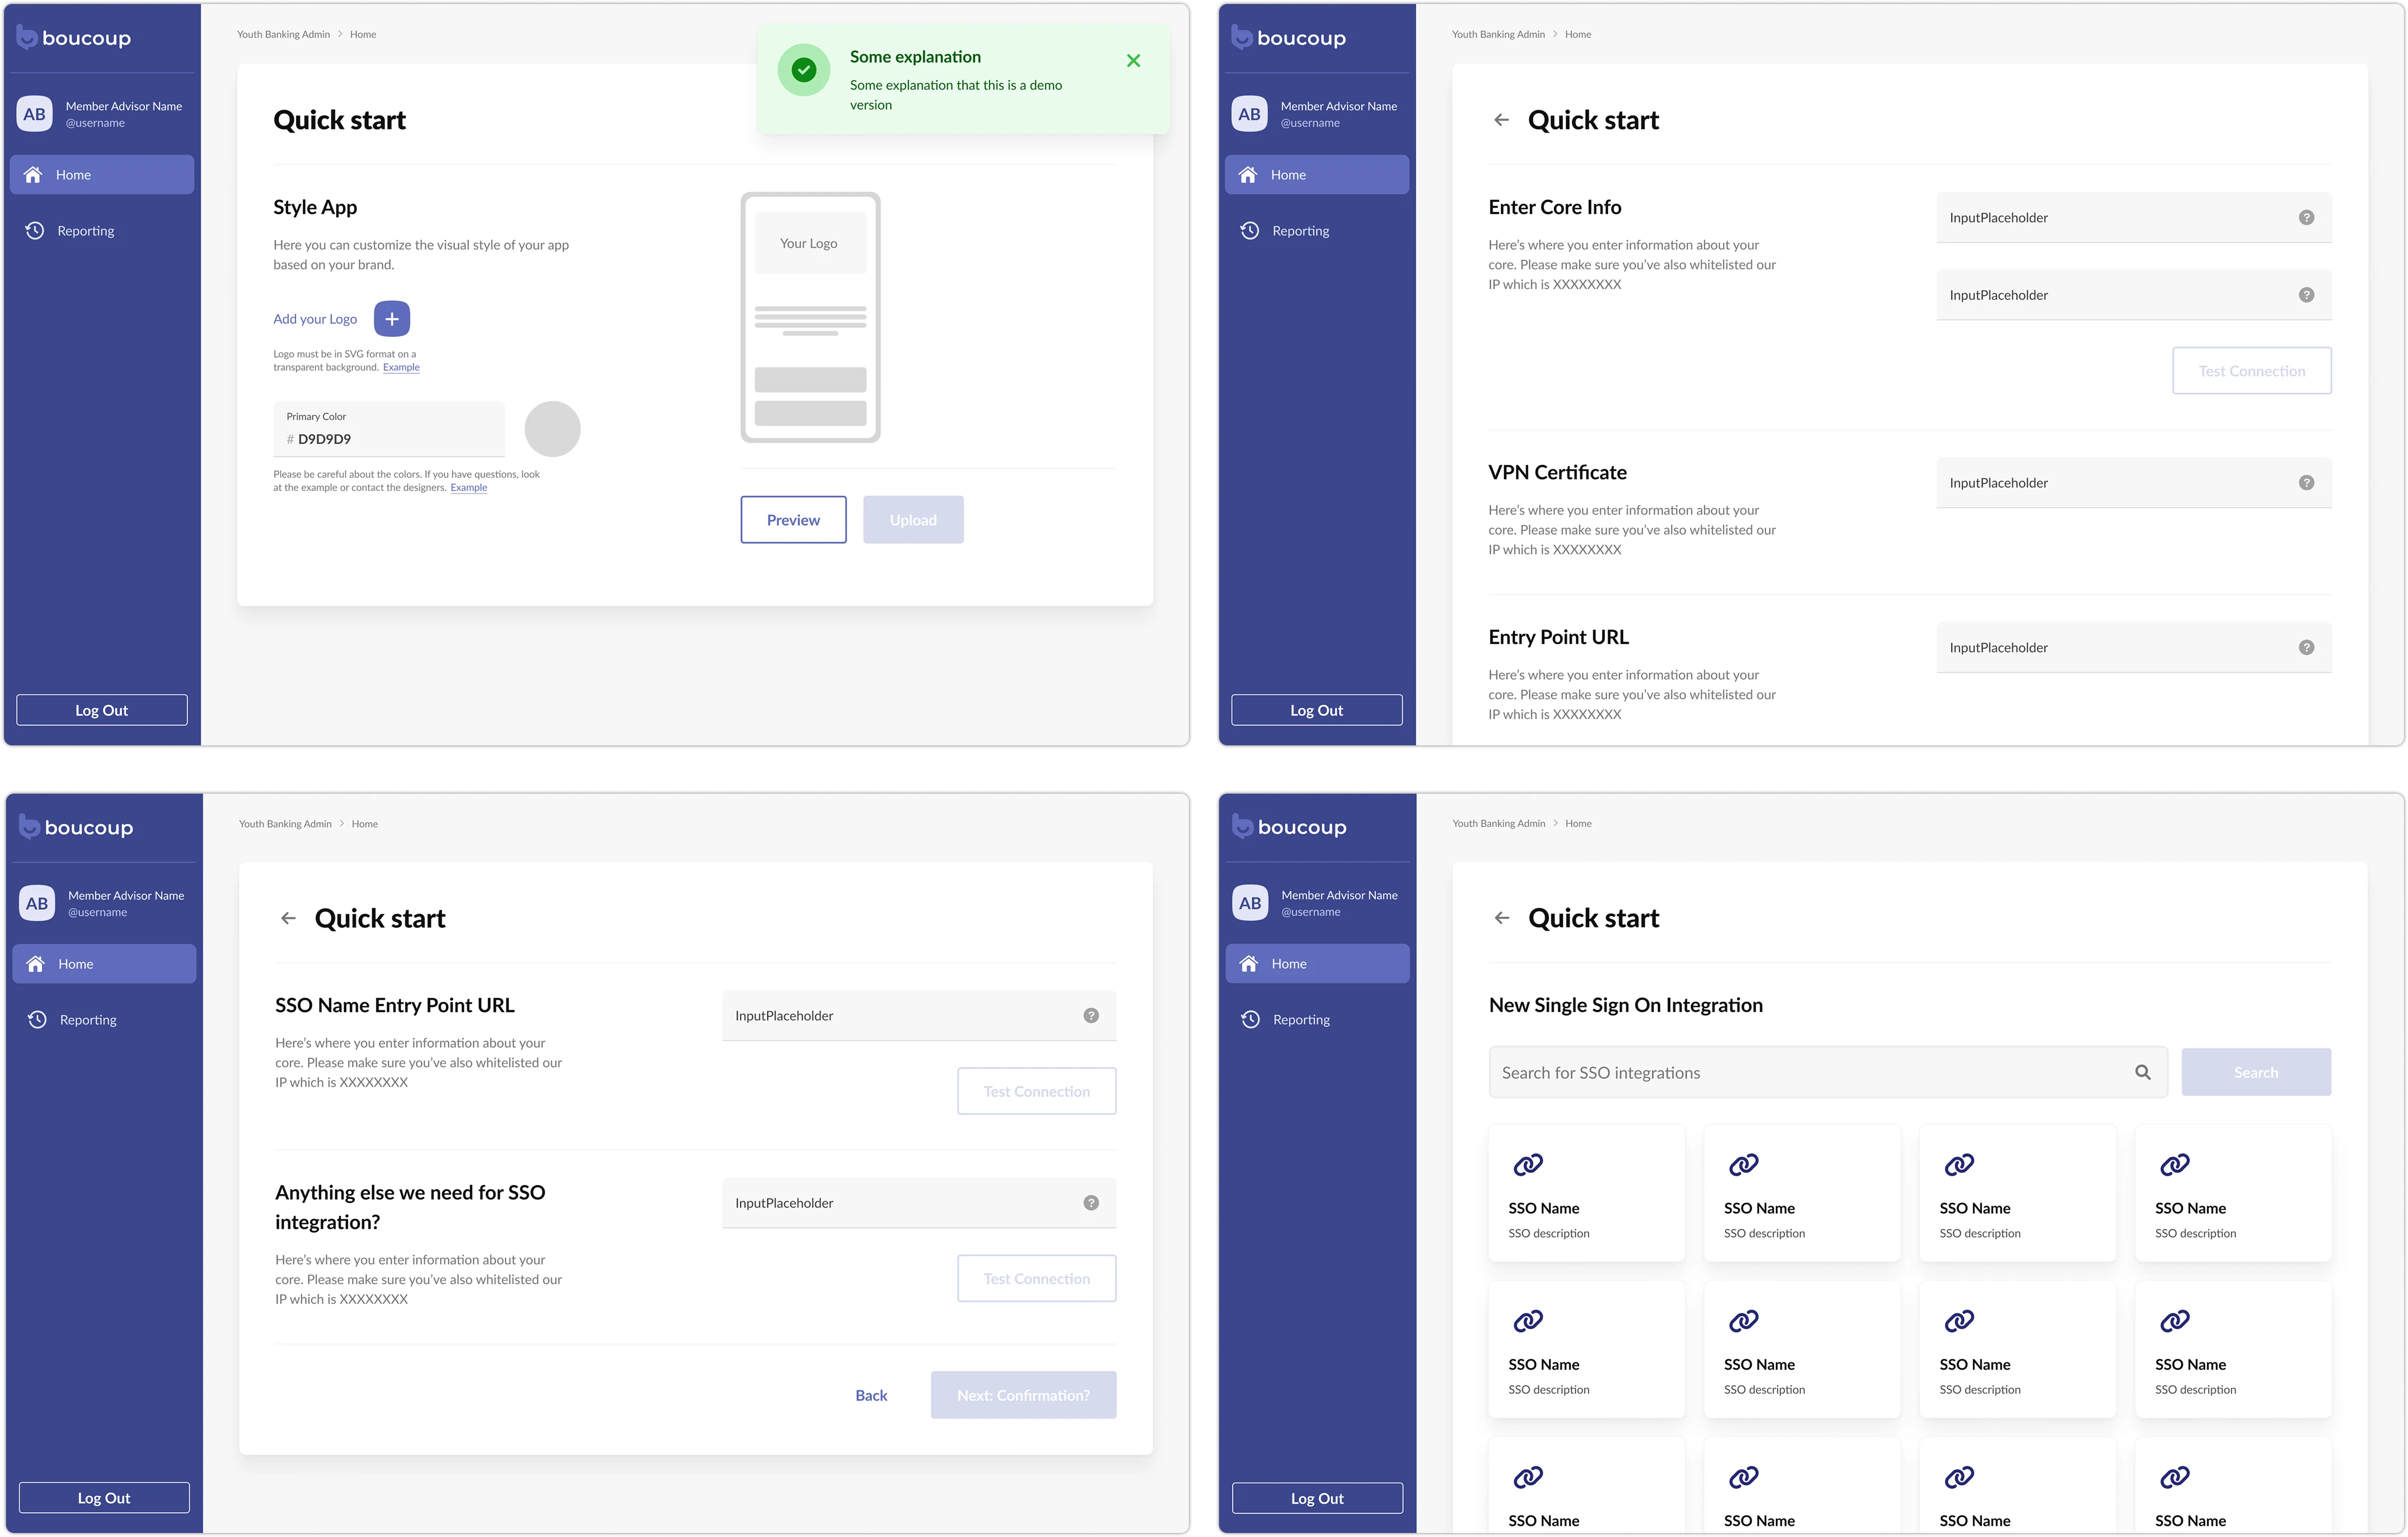 boucoup
AB
Member Advisor Name
@username
Home
Reporting
Log Out
Youth Banking Admin > Home
Quick start
Some explanation
Some explanation that this is a demo
version
Style App
Here you can customize the visual style of your app
based on your brand.
Add your Logo
Logo must be in SVG format on a
transparent background. Example
Primary Color
# D9D9D9
Please be careful about the colors. If you have questions, look
at the example or contact the designers. Example
Your Logo
Preview
Upload
boucoup
AB
Member Advisor Name
@username
Home
Reporting
Log Out
Youth Banking Admin > Home
Quick start
Enter Core Info
Here’s where you enter information about your
core. Please make sure you’ve also whitelisted our
IP which is XXXXXXXX
InputPlaceholder ?
InputPlaceholder ?
Test Connection
VPN Certificate
Here’s where you enter information about your
core. Please make sure you’ve also whitelisted our
IP which is XXXXXXXX
InputPlaceholder ?
Entry Point URL
Here’s where you enter information about your
core. Please make sure you’ve also whitelisted our
IP which is XXXXXXXX
InputPlaceholder ?
boucoup
AB
Member Advisor Name
@username
Home
Reporting
Log Out
Youth Banking Admin > Home
Quick start
SSO Name Entry Point URL
Here’s where you enter information about your
core. Please make sure you’ve also whitelisted our
IP which is XXXXXXXX
InputPlaceholder ?
Test Connection
Anything else we need for SSO
integration?
Here’s where you enter information about your
core. Please make sure you’ve also whitelisted our
IP which is XXXXXXXX
InputPlaceholder ?
Test Connection
Back
Next: Confirmation?
boucoup
AB
Member Advisor Name
@username
Home
Reporting
Log Out
Youth Banking Admin > Home
Quick start
New Single Sign On Integration
Search for SSO integrations
Search
SSO Name
SSO description
SSO Name
SSO description
SSO Name
SSO description
SSO Name
SSO description
SSO Name
SSO description
SSO Name
SSO description
SSO Name
SSO description
SSO Name
SSO description
SSO Name
SSO Name
SSO Name
SSO Name